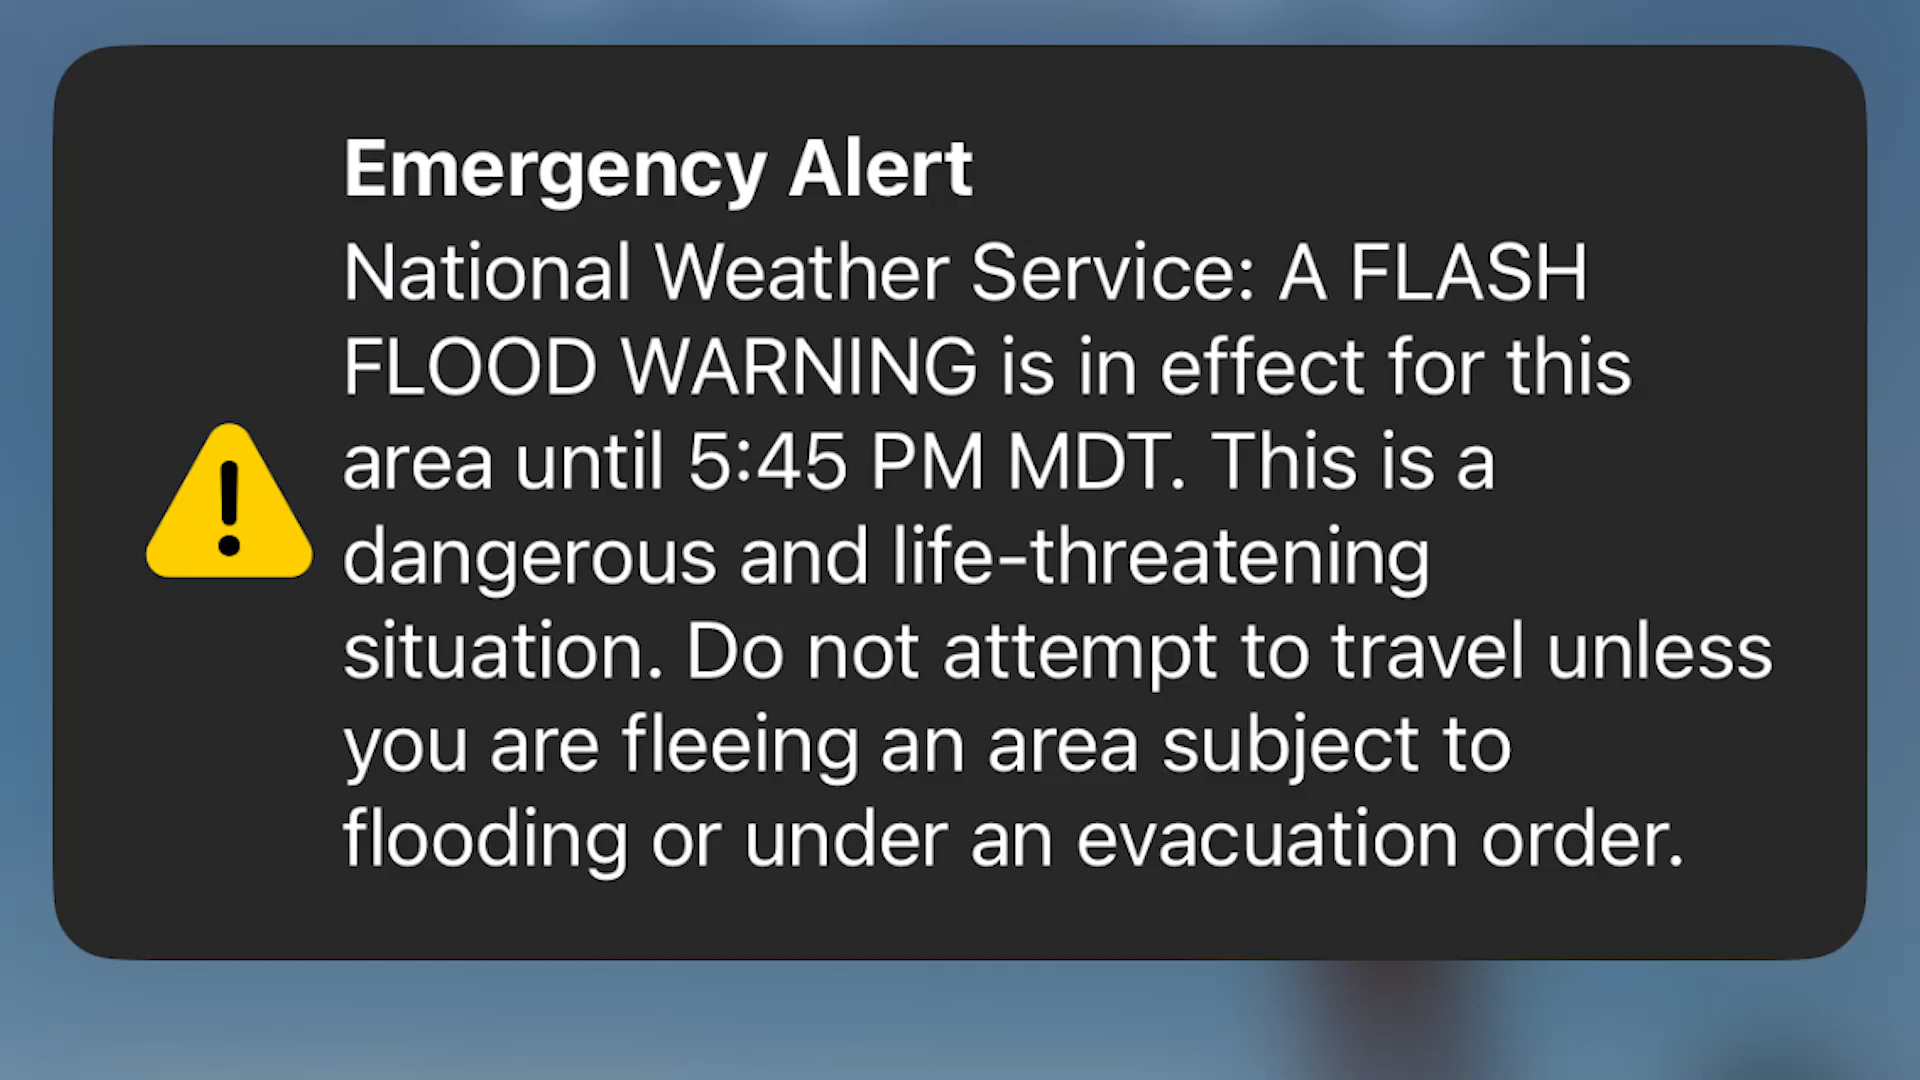 Emergency Alert
National Weather Service: A FLASH
FLOOD WARNING is in effect for this
area until 5:45 PM MDT. This is a
dangerous and life-threatening
situation. Do not attempt to travel unless
you are fleeing an area subject to
flooding or under an evacuation order.